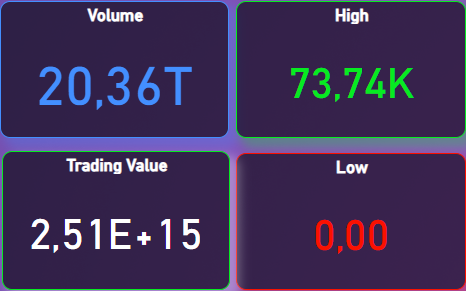 Volume
20,36T
High
73,74K
Trading Value
2,51E+15
Low
0,00